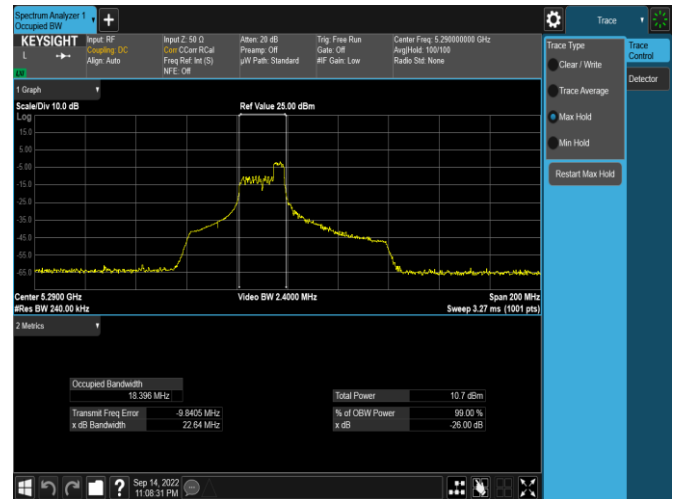 Spectrum Analyzer 1
Occupied BW
Trace
KEYSIGHT
L
Input: RF
Coupling: DC
Align: Auto
Input Z: 50 Ω
Corr CCorr RCal
Freq Ref: Int (S)
NFE: Off
Atten: 20 dB
Preamp: Off
µW Path: Standard
Trig: Free Run
Gate: Off
#IF Gain: Low
Center Freq: 5.290000000 GHz
Avg|Hold: 100/100
Radio Std: None
Trace Type
Clear / Write
Trace Average
Max Hold
Min Hold
Restart Max Hold
Trace
Control
Detector
1 Graph
Scale/Div 10.0 dB
Ref Value 25.00 dBm
Log
15.0
5.00
-5.00
-15.0
-25.0
-35.0
-45.0
-55.0
-65.0
Center 5.2900 GHz
Video BW 2.4000 MHz
Span 200 MHz
#Res BW 240.00 kHz
Sweep 3.27 ms (1001 pts)
2 Metrics
Occupied Bandwidth
18.396 MHz
Total Power 10.7 dBm
Transmit Freq Error -9.8405 MHz
% of OBW Power 99.00 %
x dB Bandwidth 22.64 MHz
x dB -26.00 dB
?
Sep 14, 2022
11:08:31 PM